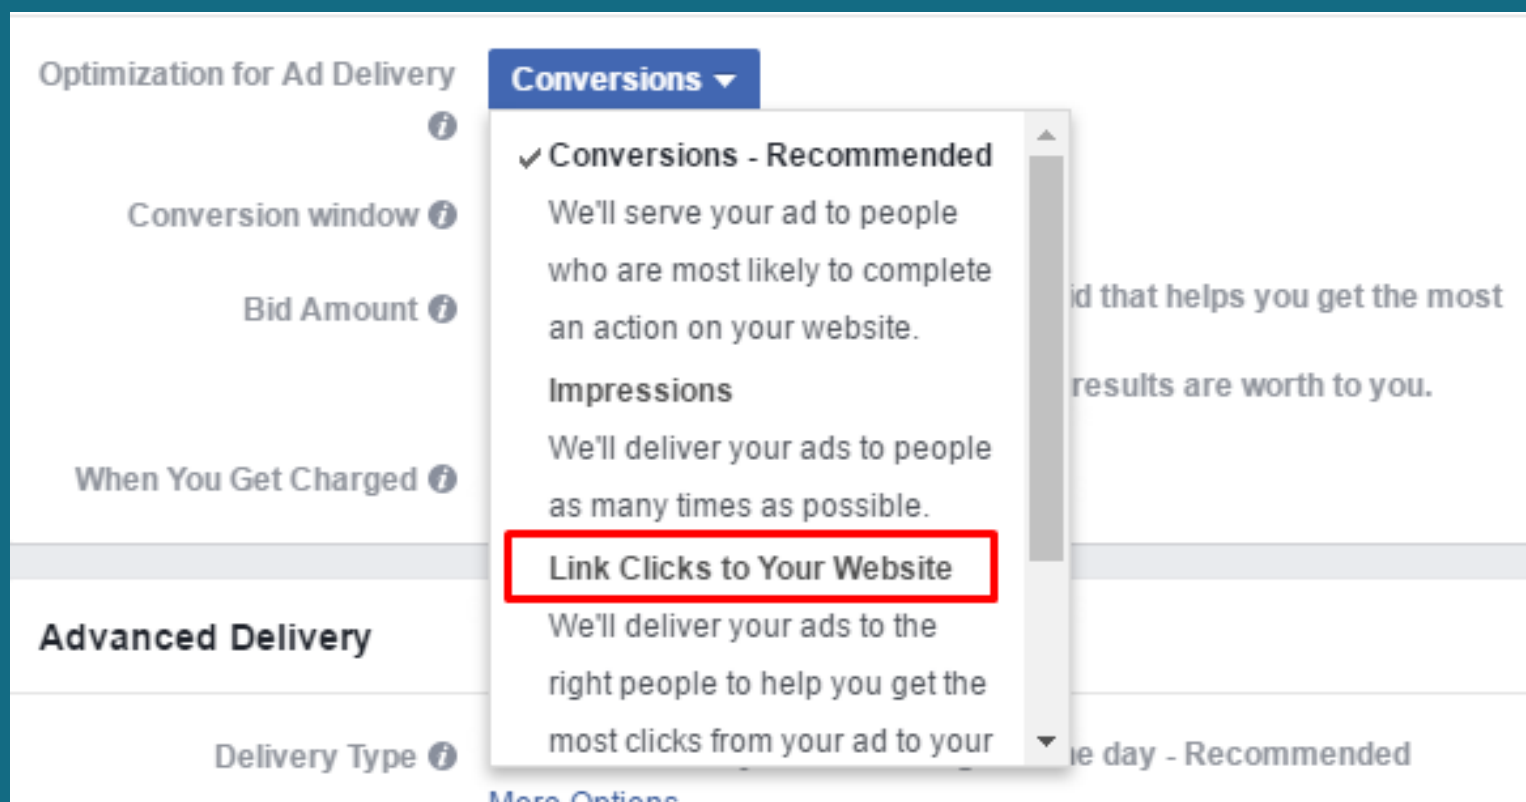 Optimization for Ad Delivery
Conversions
Conversions - Recommended
We'll serve your ad to people
who are most likely to complete
an action on your website.
Impressions
We'll deliver your ads to people
as many times as possible.
Link Clicks to Your Website
We'll deliver your ads to the
right people to help you get the
most clicks from your ad to your
Conversion window
Bid Amount
that helps you get the most
results are worth to you.
When You Get Charged
Advanced Delivery
Delivery Type
day - Recommended
More Options